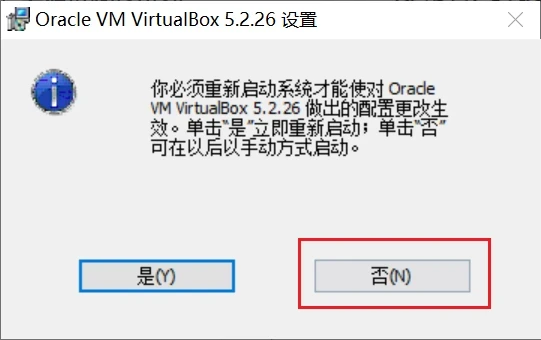 Oracle VM VirtualBox 5.2.26 设置
你必须重新启动系统才能使对 Oracle
VM VirtualBox 5.2.26 做出的配置更改生
效。单击“是”立即重新启动；单击“否”
可在以后以手动方式启动。
是(Y)
否(N)